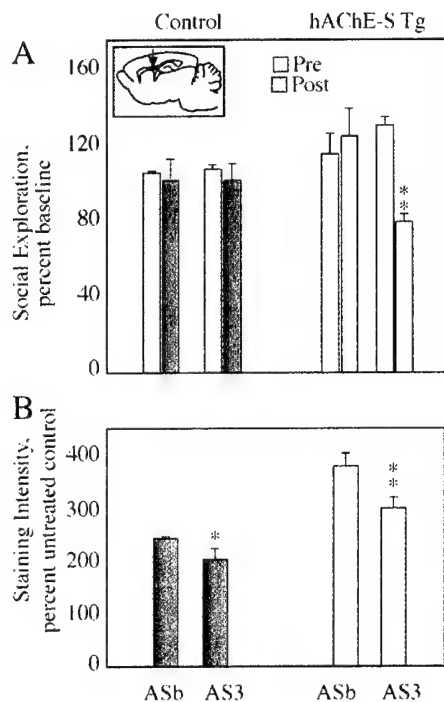 Control hAChE-S Tg
A
Pre
Post
160
120
80
40
0
Social Exploration,
percent baseline
**
B
400
300
200
100
0
Staining Intensity,
percent untreated control
*
**
ASb AS3 ASb AS3